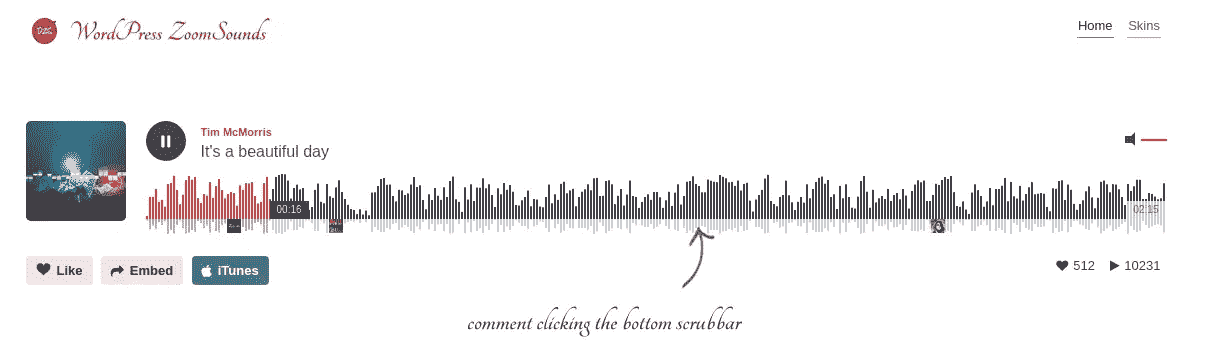 DZS WordPress ZoomSounds
Home Skins
Tim McMorris
It's a beautiful day
00:16
02:15
Like Embed iTunes
512 10231
comment clicking the bottom scrubbar